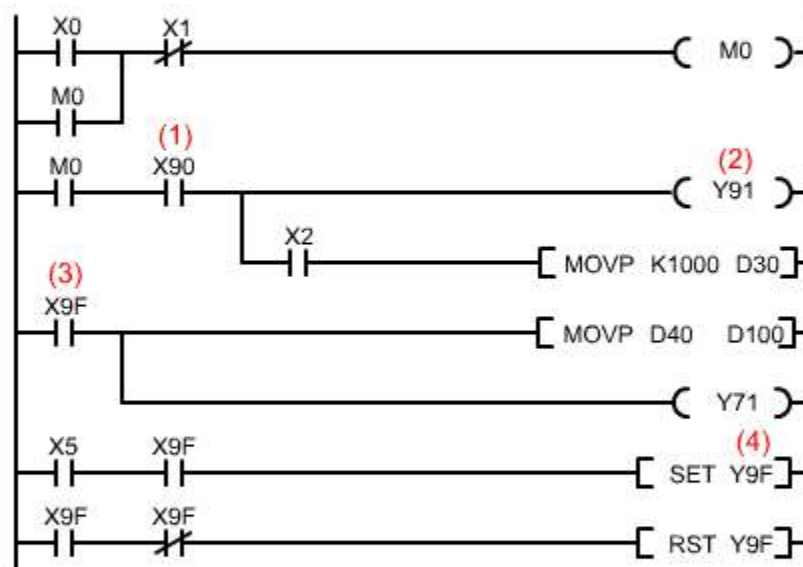 X0 X1 M0
M0
(1) (2)
M0 X90 Y91
X2 MOVP K1000 D30
(3)
X9F MOVP D40 D100
Y71
(4)
X5 X9F SET Y9F
X9F X9F RST Y9F